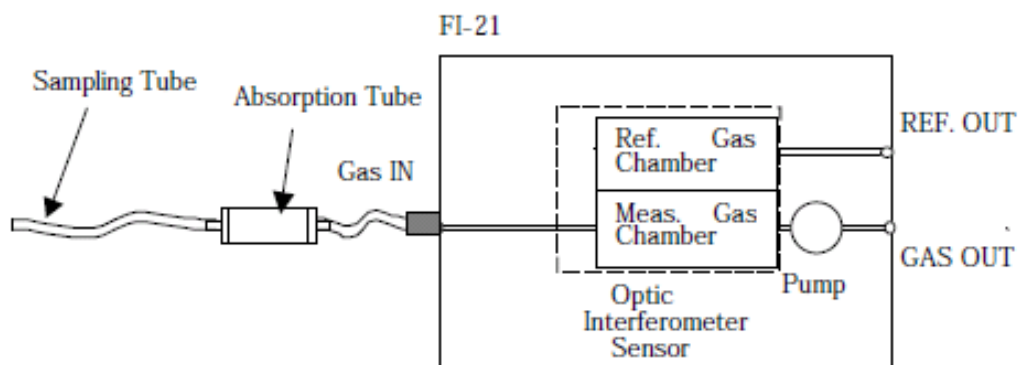 FI-21
Sampling Tube
Absorption Tube
Gas IN
Ref. Gas
Chamber
Meas. Gas
Chamber
REF. OUT
GAS OUT
Pump
Optic
Interferometer
Sensor